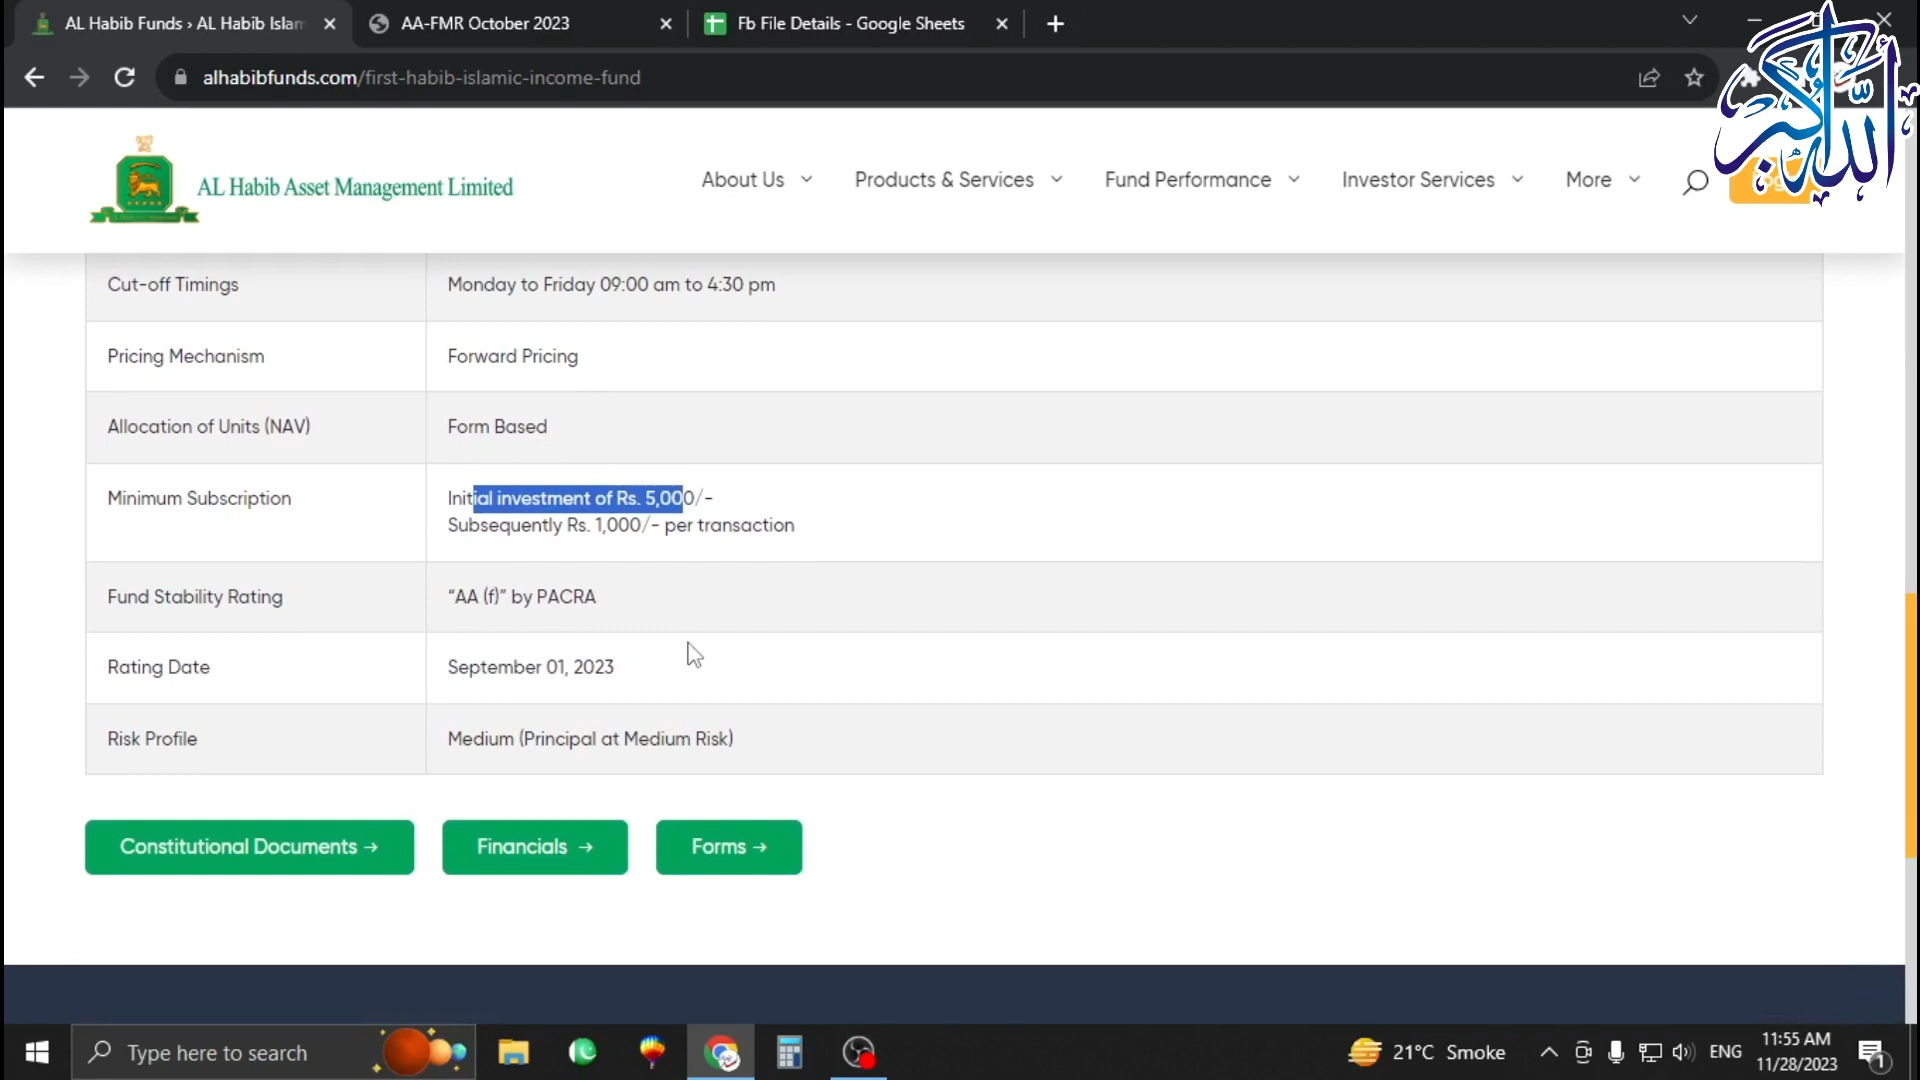 AL Habib Funds › AL Habib Islam
AA-FMR October 2023
Fb File Details - Google Sheets
alhabibfunds.com/first-habib-islamic-income-fund
الله اكبر
AL Habib Asset Management Limited
About Us
Products & Services
Fund Performance
Investor Services
More
Cut-off Timings
Monday to Friday 09:00 am to 4:30 pm
Pricing Mechanism
Forward Pricing
Allocation of Units (NAV)
Form Based
Minimum Subscription
Initial investment of Rs. 5,000/-
Subsequently Rs. 1,000/- per transaction
Fund Stability Rating
“AA (f)” by PACRA
Rating Date
September 01, 2023
Risk Profile
Medium (Principal at Medium Risk)
Constitutional Documents →
Financials →
Forms →
Type here to search
21°C Smoke
ENG
11:55 AM
11/28/2023
1